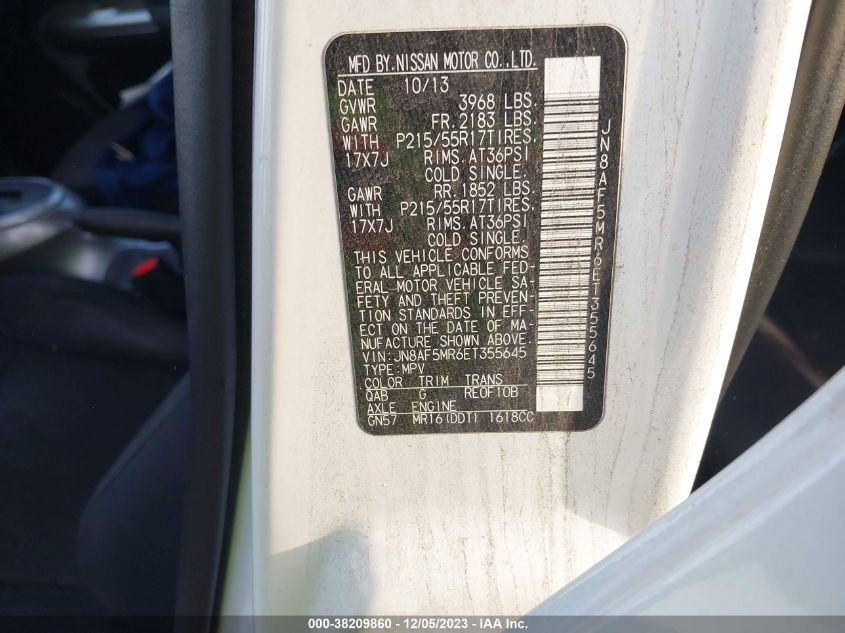 MFD BY NISSAN MOTOR CO.,LTD.
DATE 10/13
GVWR 3968 LBS.
GAWR FR. 2183 LBS.
WITH P215/55R17TIRES.
17X7J RIMS. AT36PSI
COLD SINGLE.
GAWR RR. 1852 LBS.
WITH P215/55R17TIRES.
17X7J RIMS. AT36PSI
COLD SINGLE.
THIS VEHICLE CONFORMS
TO ALL APPLICABLE FED-
ERAL MOTOR VEHICLE SA-
FETY AND THEFT PREVEN-
TION STANDARDS IN EFF-
ECT ON THE DATE OF MA-
NUFACTURE SHOWN ABOVE.
VIN:JN8AF5MR6ET355645
TYPE:MPV
COLOR TRIM TRANS
QAB G RE0F10B
AXLE ENGINE
GN57 MR16(DDT) 1618CC
JN8AF5MR6ET355645
000-38209860 - 12/05/2023 - IAA Inc.